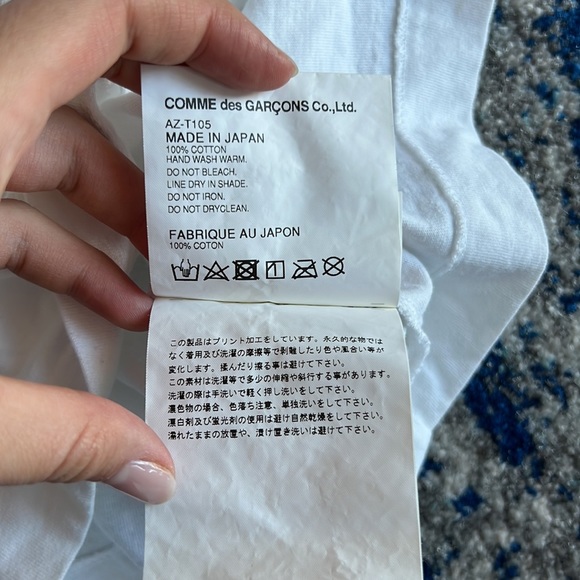 COMME des GARÇONS Co.,Ltd.
AZ-T105
MADE IN JAPAN
100% COTTON
HAND WASH WARM.
DO NOT BLEACH.
LINE DRY IN SHADE.
DO NOT IRON.
DO NOT DRYCLEAN.
FABRIQUE AU JAPON
100% COTON
この製品はプリント加工をしています。永久的な物では
なく着用及び洗濯の摩擦等で剥離したり色や風合い等が
変化します。揉んだり擦る事は避けて下さい。
この素材は洗濯等で多少の伸縮や斜行する事があります。
洗濯の際は手洗いで軽く押し洗いをして下さい。
濃色物の場合、色落ち注意、単独洗いして下さい。
漂白剤及び蛍光剤の使用は避け自然乾燥をして下さい。
濡れたままの放置や、漬け置き洗いは避けて下さい。